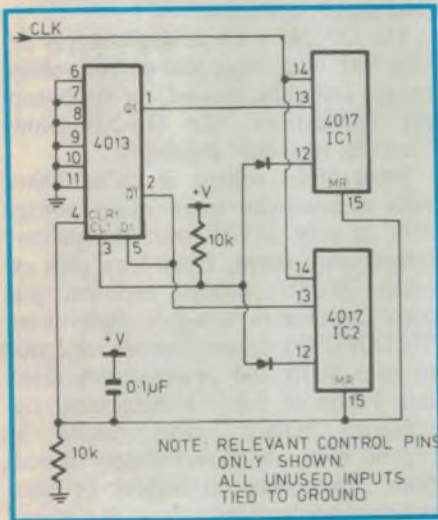 CLK
6
7
8
9
10
11
4
4013
Q1
1
2
Q̅1
CLR1
CL1 D1
3
5
+V
10k
14
13
12
4017
IC1
MR
15
14
13
12
4017
IC2
MR
15
+V
0·1µF
10k
NOTE: RELEVANT CONTROL PINS
ONLY SHOWN.
ALL UNUSED INPUTS
TIED TO GROUND